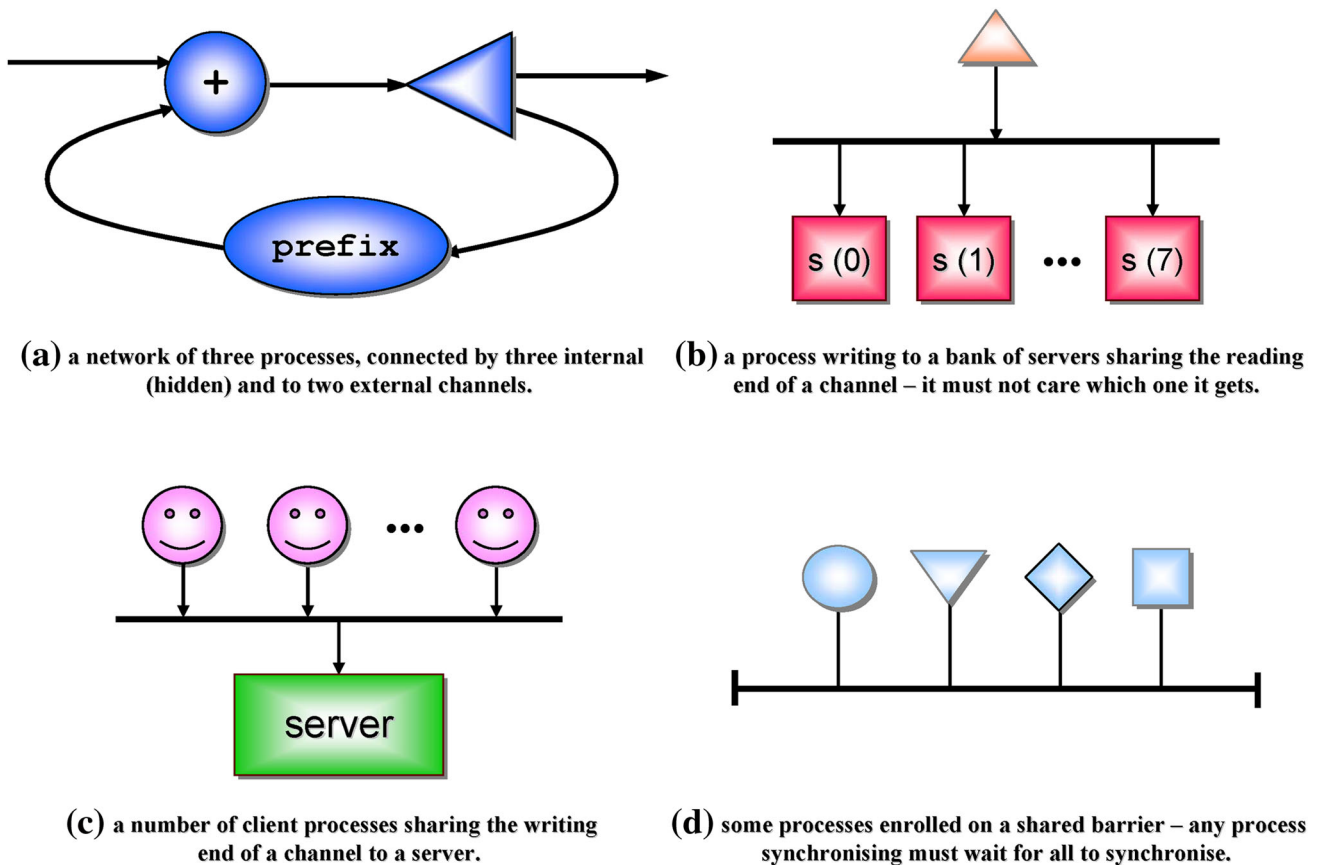 +
prefix
(a) a network of three processes, connected by three internal
(hidden) and to two external channels.
s (0) s (1) ••• s (7)
(b) a process writing to a bank of servers sharing the reading
end of a channel – it must not care which one it gets.
•••
server
(c) a number of client processes sharing the writing
end of a channel to a server.
(d) some processes enrolled on a shared barrier – any process
synchronising must wait for all to synchronise.